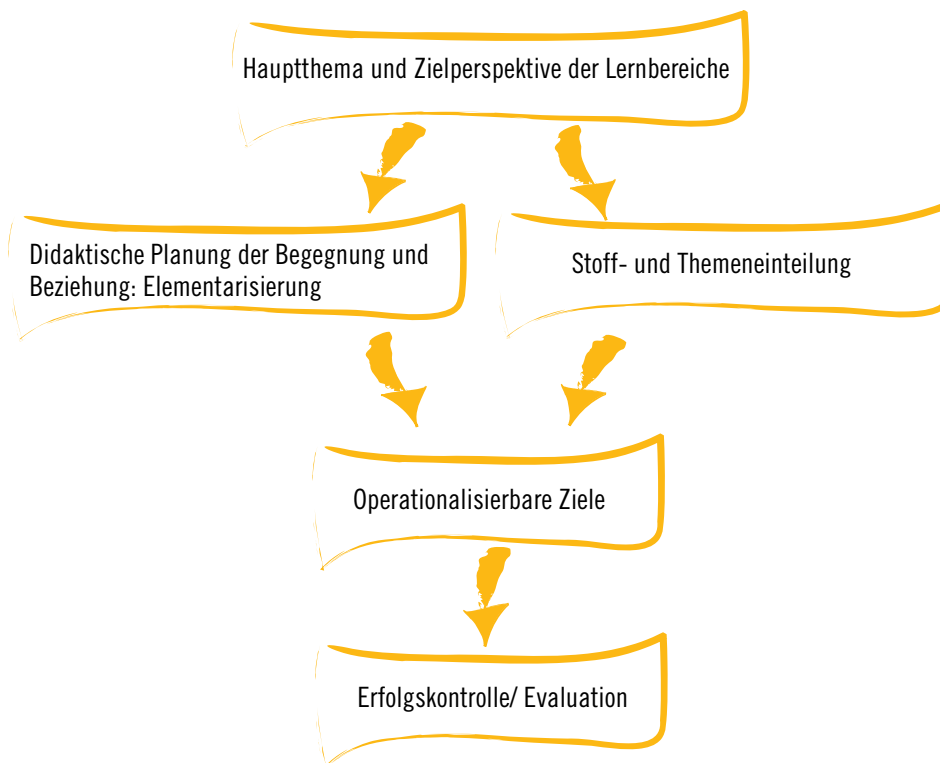 Hauptthema und Zielperspektive der Lernbereiche
Didaktische Planung der Begegnung und
Beziehung: Elementarisierung
Stoff- und Themeneinteilung
Operationalisierbare Ziele
Erfolgskontrolle/ Evaluation